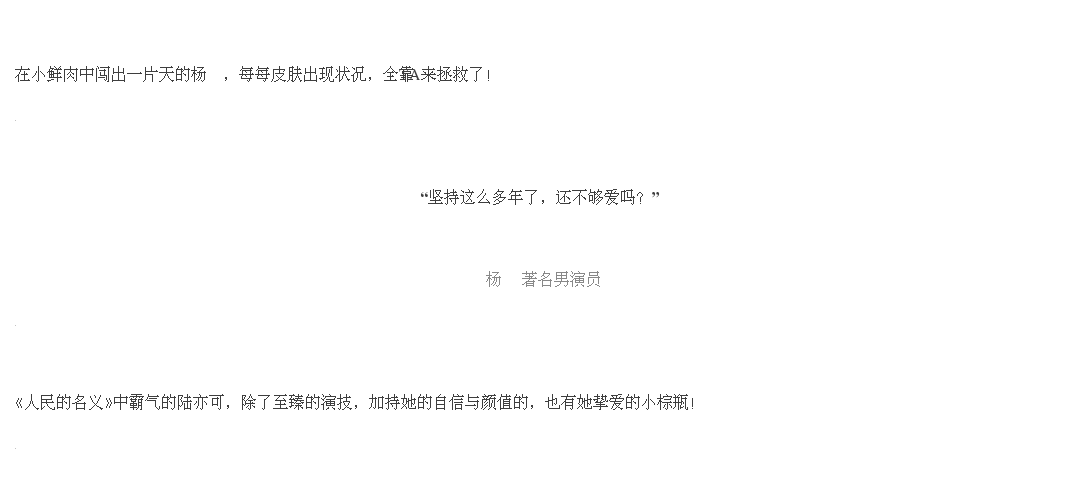 在小鲜肉中闯出一片天的杨 ，每每皮肤出现状况，全靠A来拯救了!
“坚持这么多年了，还不够爱吗？”
杨 著名男演员
《人民的名义》中霸气的陆亦可，除了至臻的演技，加持她的自信与颜值的，也有她挚爱的小棕瓶!